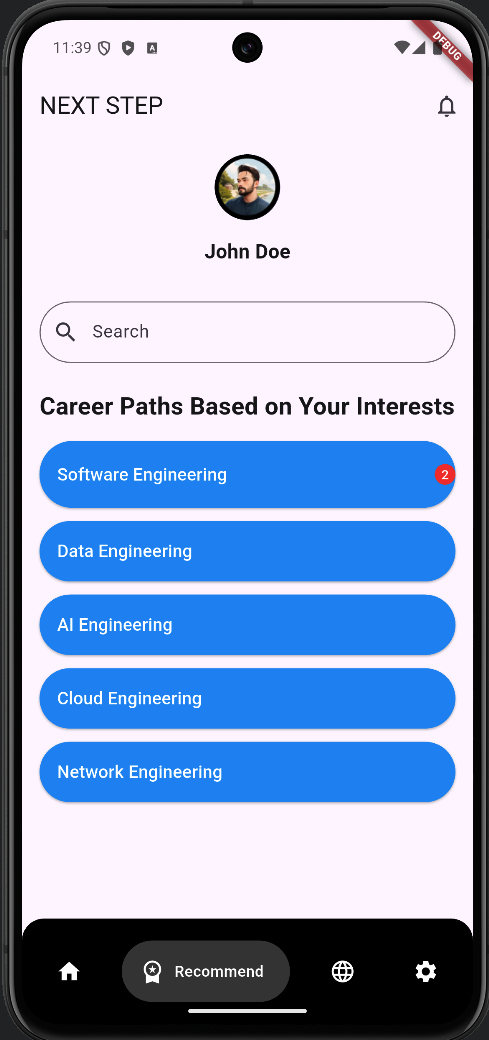 11:39
DEBUG
NEXT STEP
John Doe
Search
Career Paths Based on Your Interests
Software Engineering 2
Data Engineering
AI Engineering
Cloud Engineering
Network Engineering
Recommend